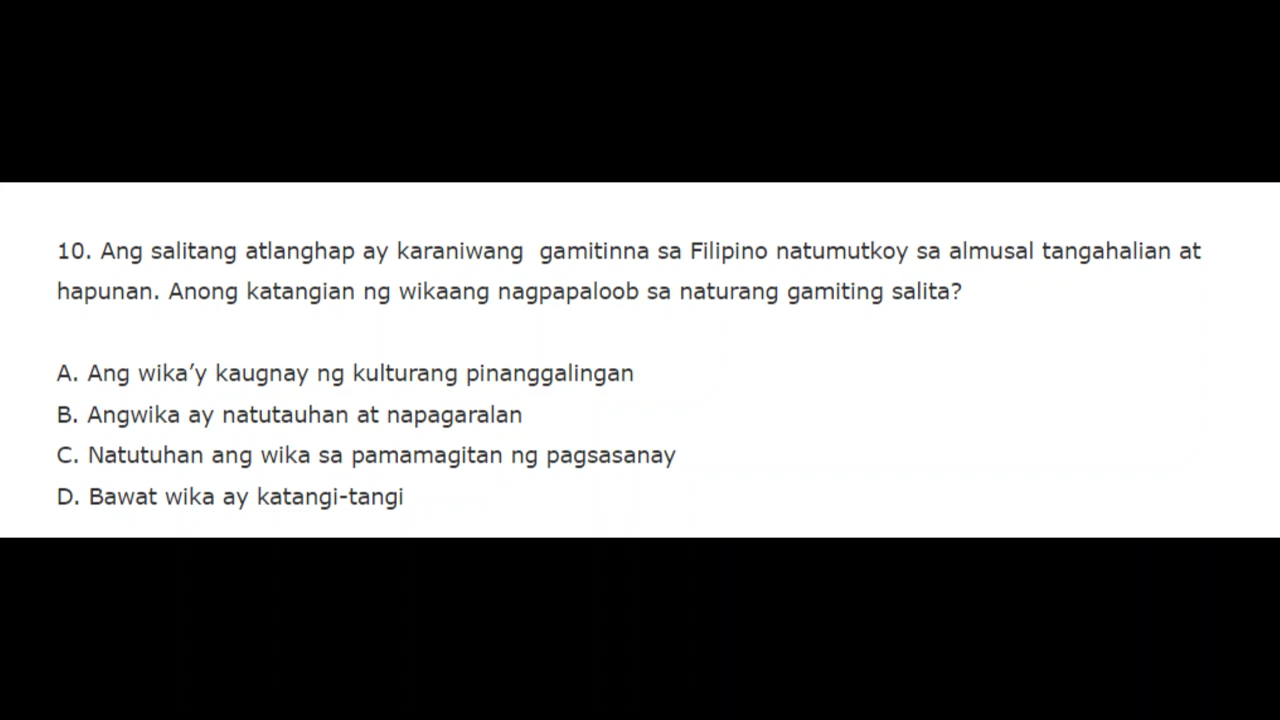 10. Ang salitang atlanghap ay karaniwang  gamitinna sa Filipino natumutkoy sa almusal tangahalian at
hapunan. Anong katangian ng wikaang nagpapaloob sa naturang gamiting salita?
A. Ang wika’y kaugnay ng kulturang pinanggalingan
B. Angwika ay natutauhan at napagaralan
C. Natutuhan ang wika sa pamamagitan ng pagsasanay
D. Bawat wika ay katangi-tangi